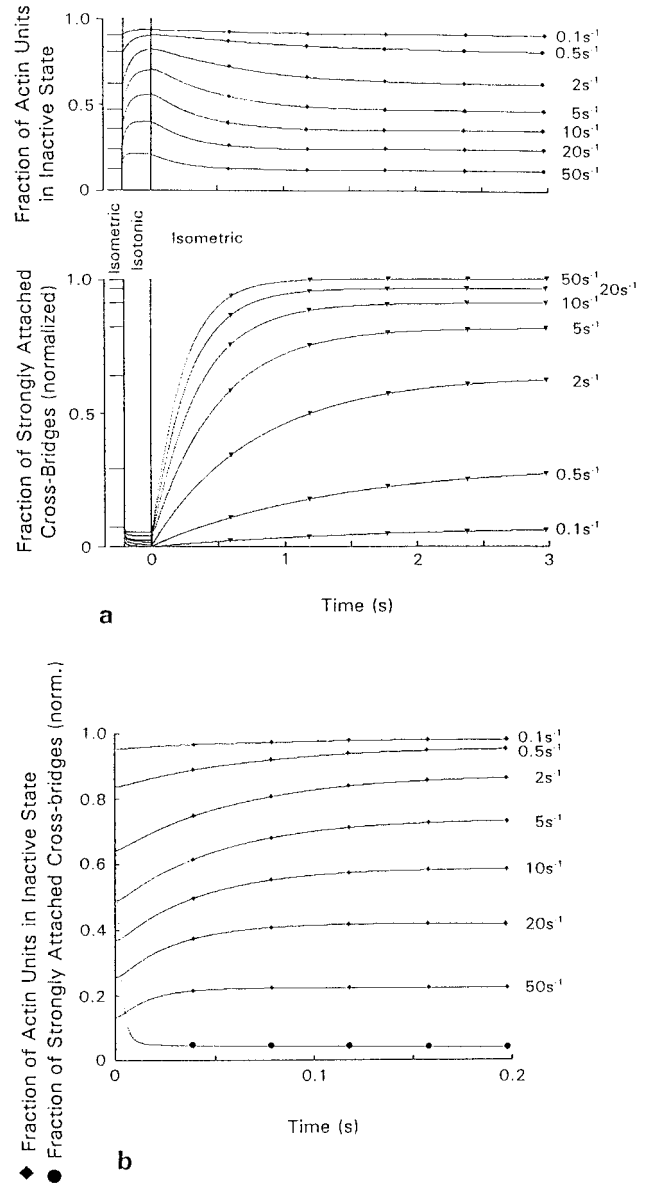 Fraction of Actin Units
in Inactive State
1.0
0.5
0
0.1s⁻¹
0.5s⁻¹
2s⁻¹
5s⁻¹
10s⁻¹
20s⁻¹
50s⁻¹
Isometric
Isotonic
Isometric
Fraction of Strongly Attached
Cross-Bridges (normalized)
1.0
0.5
0
50s⁻¹
20s⁻¹
10s⁻¹
5s⁻¹
2s⁻¹
0.5s⁻¹
0.1s⁻¹
0 1 2 3
Time (s)
a
◆ Fraction of Actin Units in Inactive State
● Fraction of Strongly Attached Cross-bridges (norm.)
1.0
0.8
0.6
0.4
0.2
0
0.1s⁻¹
0.5s⁻¹
2s⁻¹
5s⁻¹
10s⁻¹
20s⁻¹
50s⁻¹
0 0.1 0.2
Time (s)
b